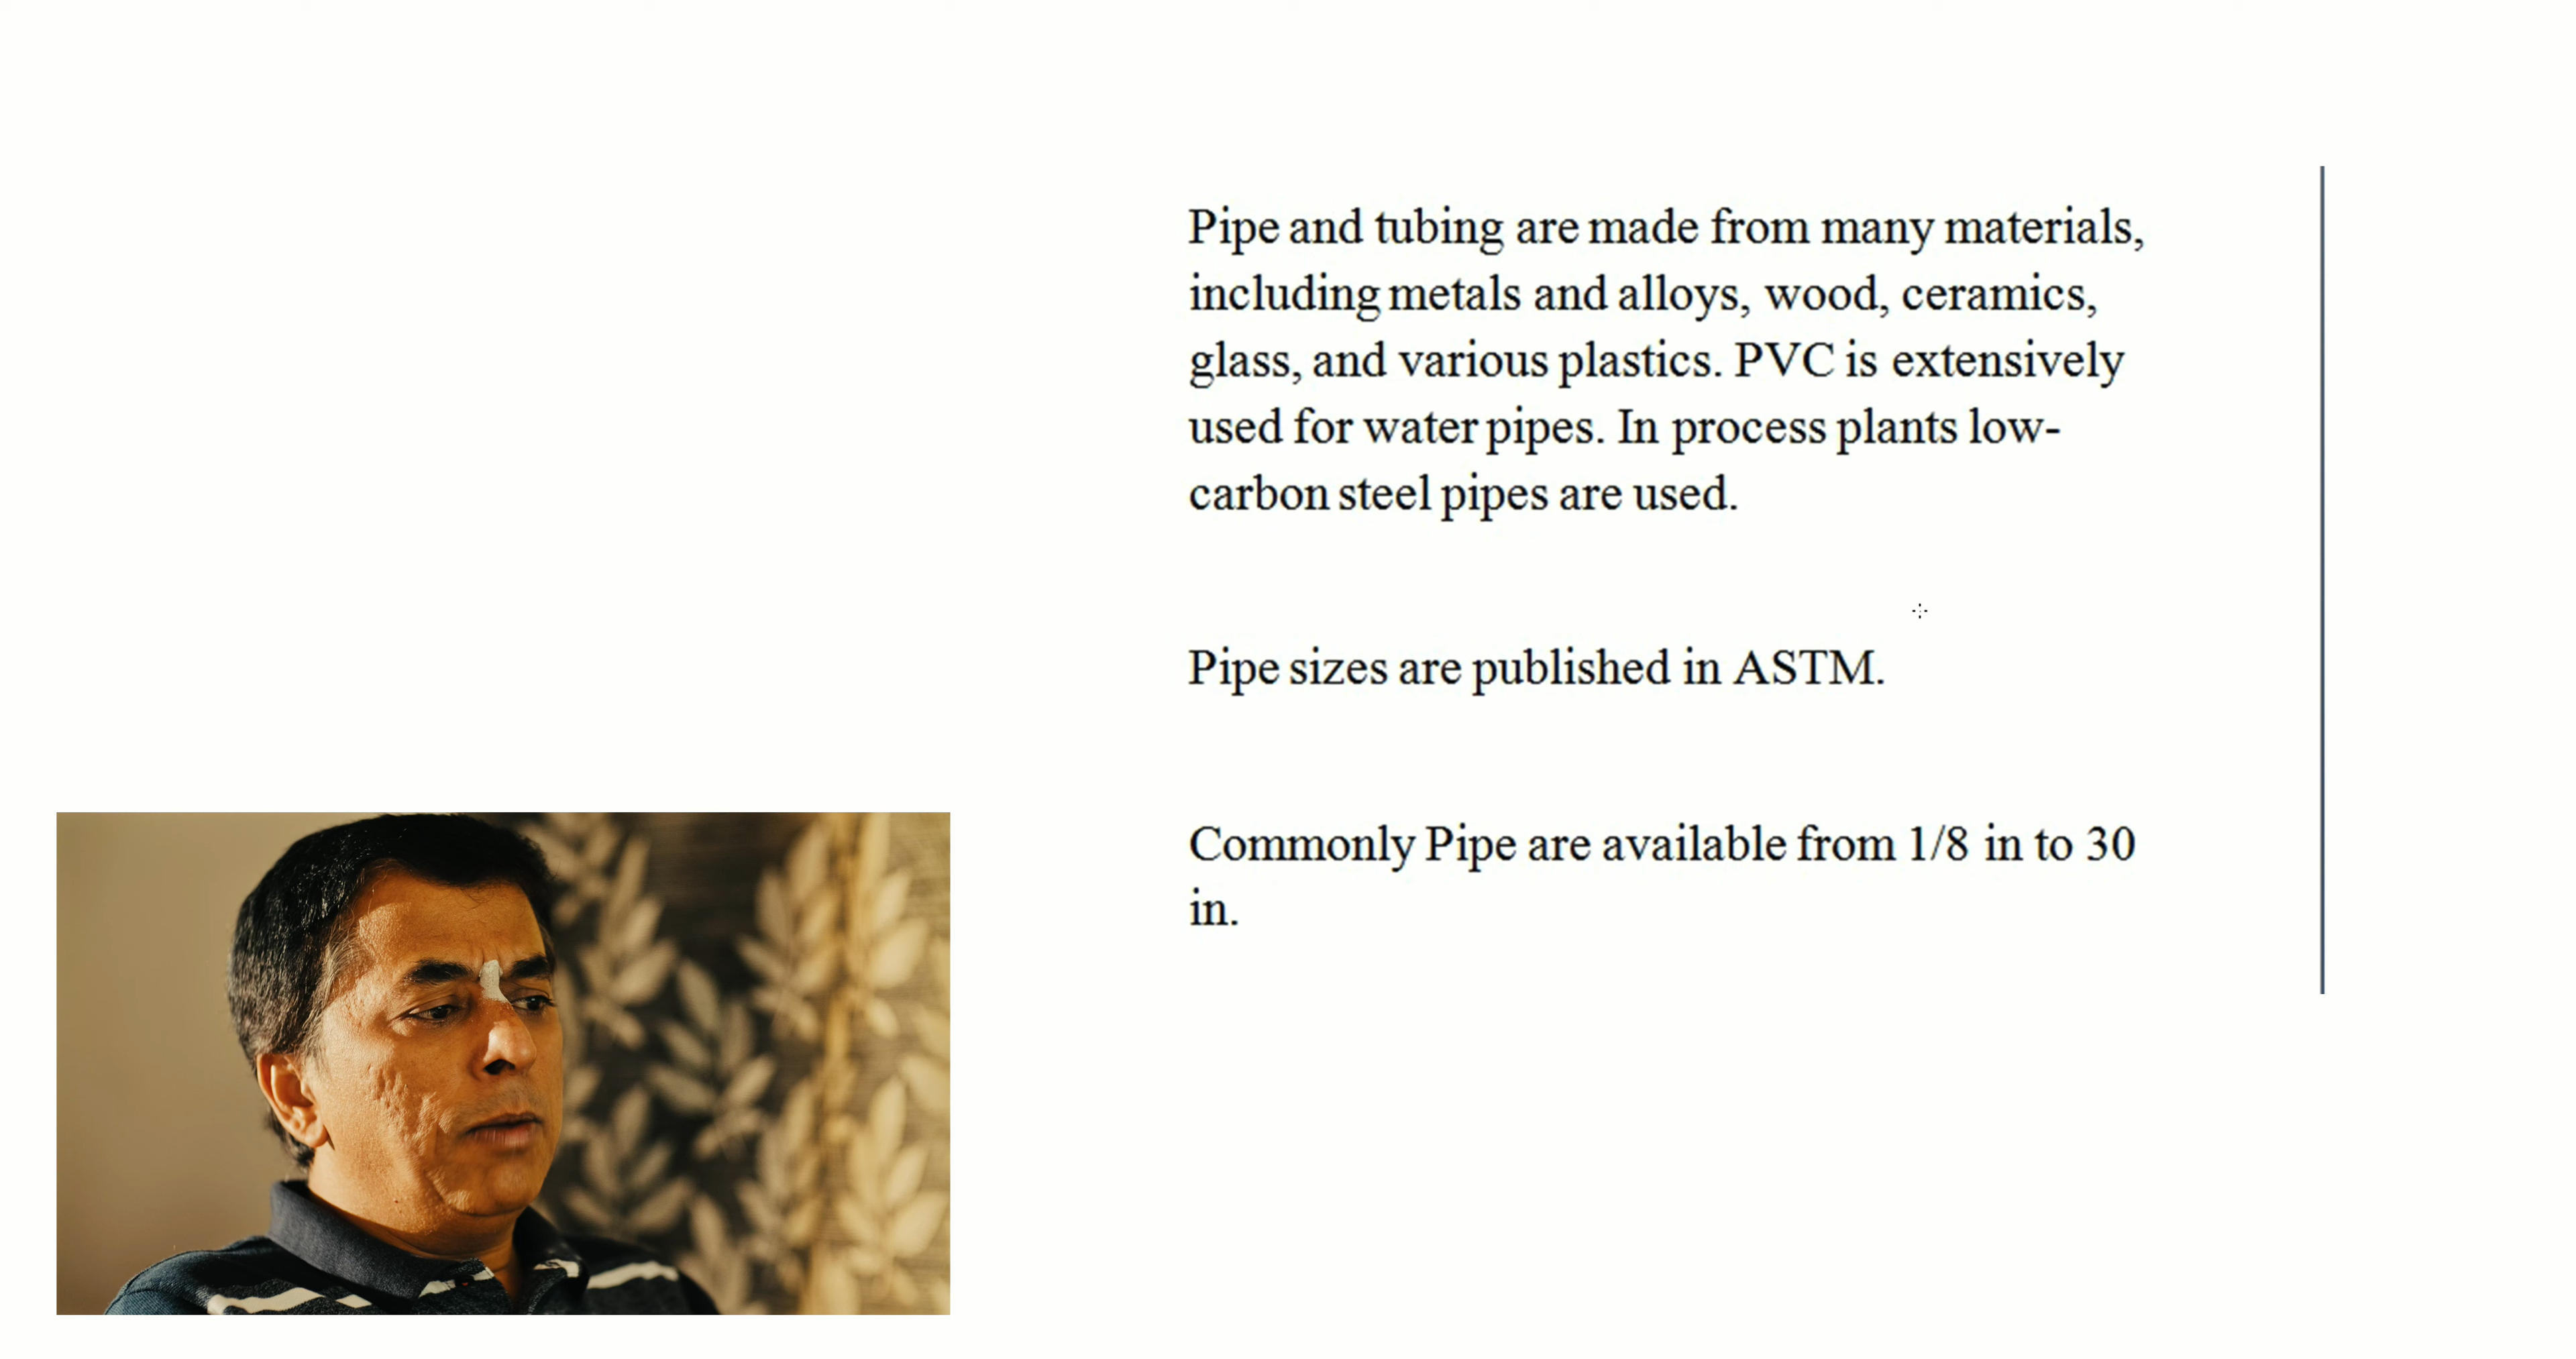 Pipe and tubing are made from many materials,
including metals and alloys, wood, ceramics,
glass, and various plastics. PVC is extensively
used for water pipes. In process plants low-
carbon steel pipes are used.
Pipe sizes are published in ASTM.
Commonly Pipe are available from 1/8 in to 30
in.